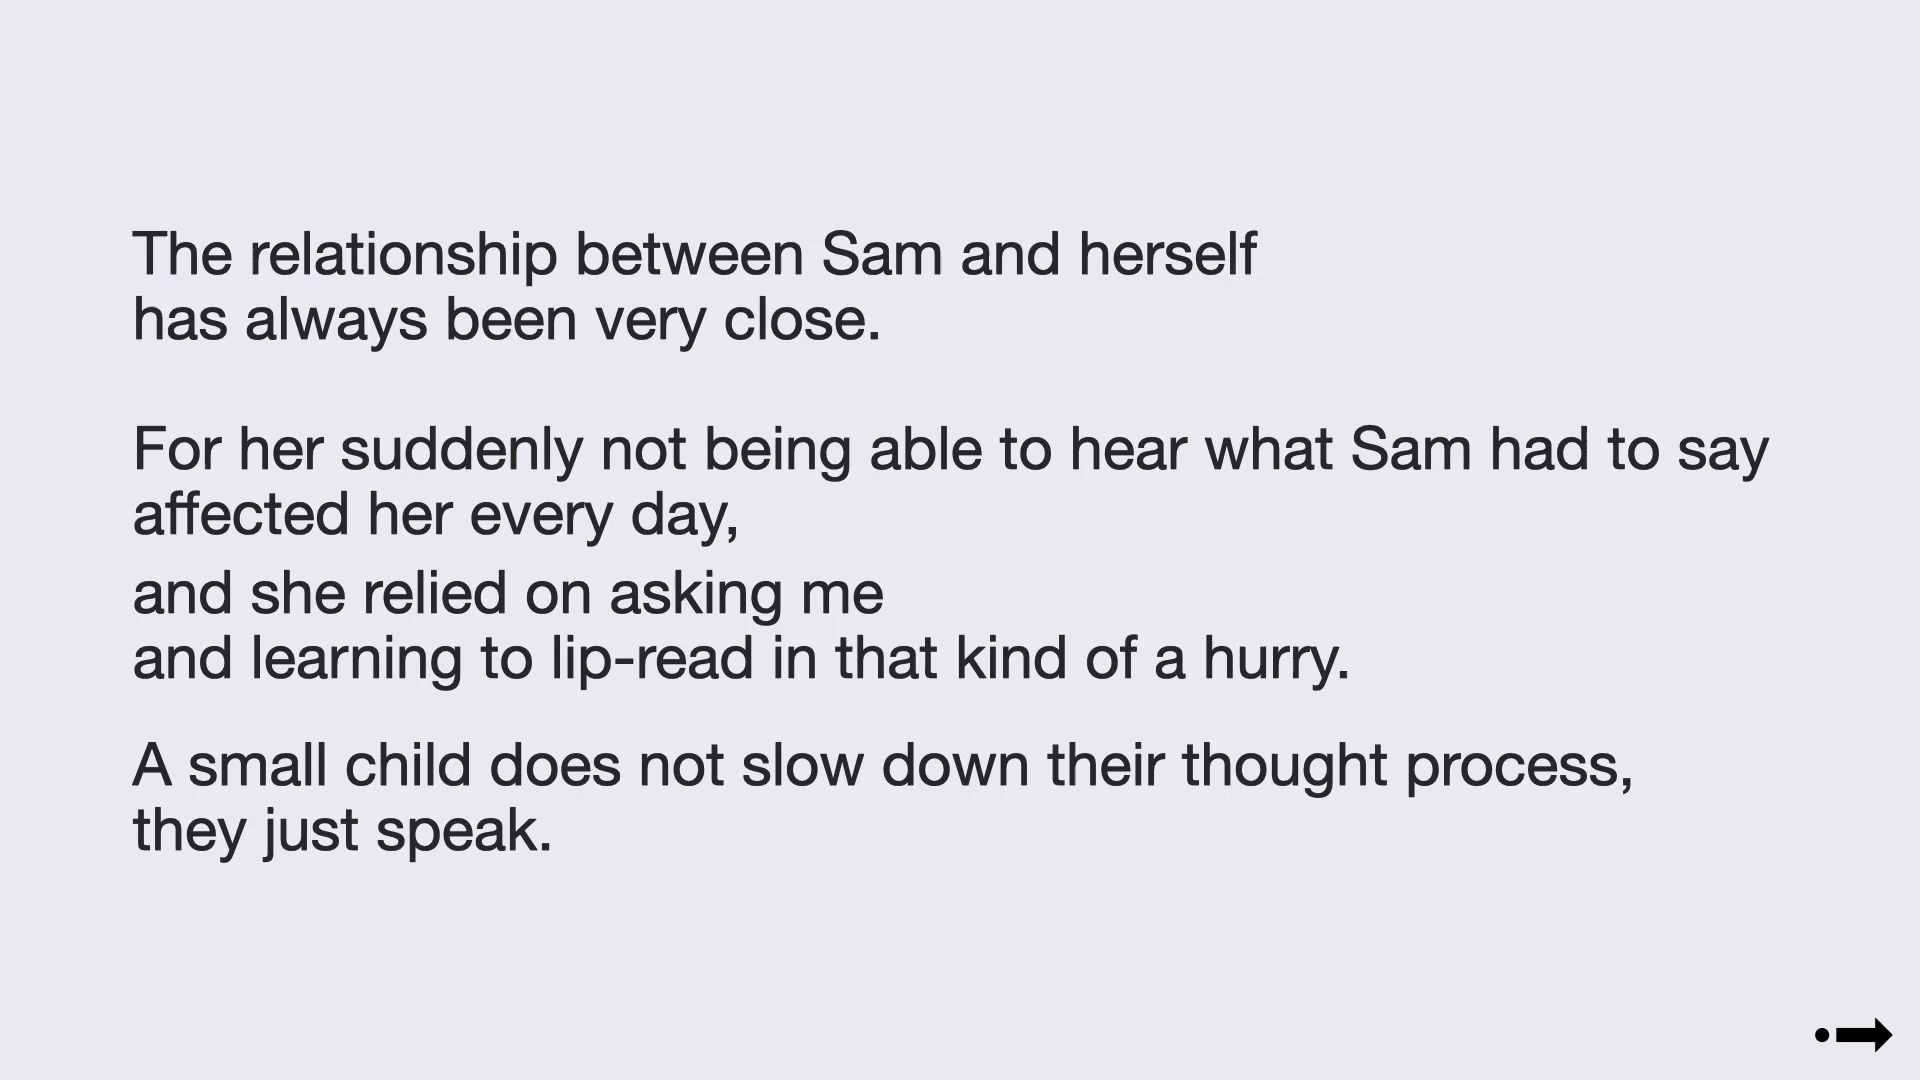 The relationship between Sam and herself
has always been very close.
For her suddenly not being able to hear what Sam had to say
affected her every day,
and she relied on asking me
and learning to lip-read in that kind of a hurry.
A small child does not slow down their thought process,
they just speak.